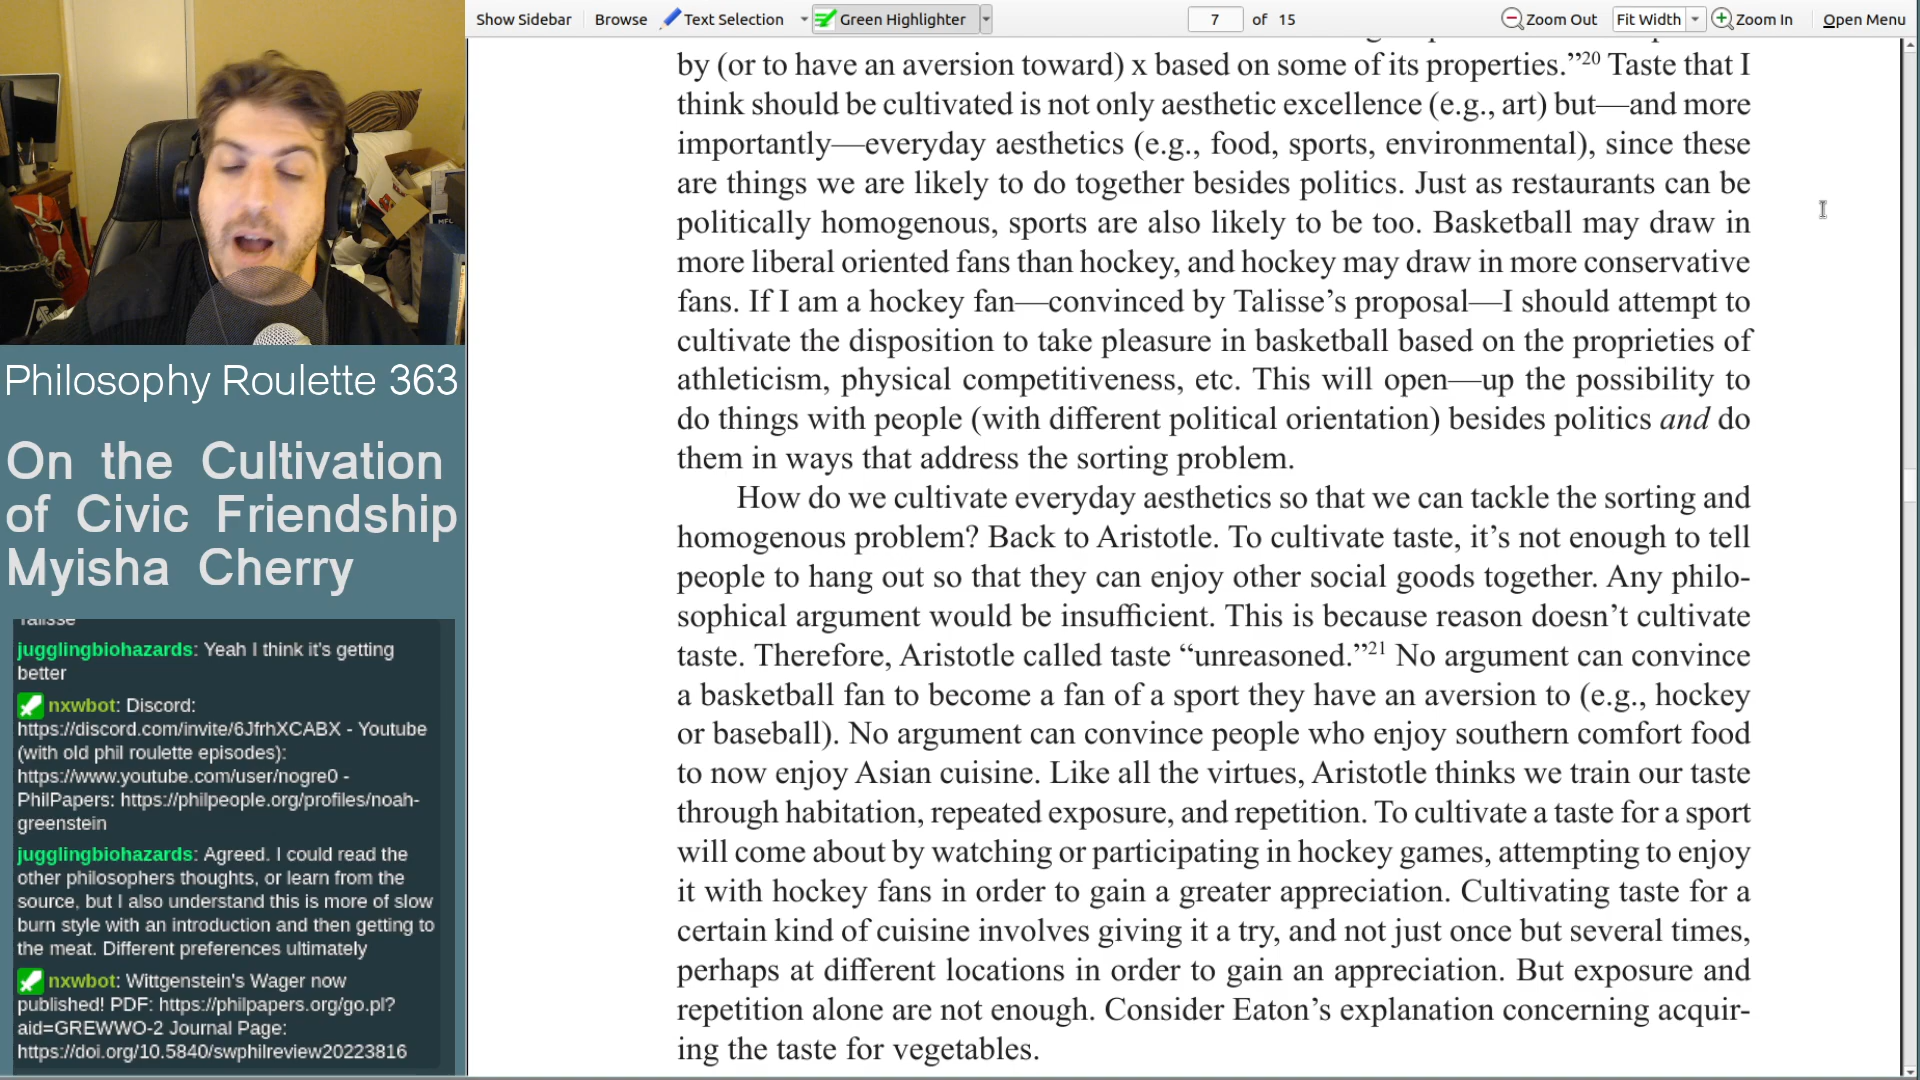 Show Sidebar Browse Text Selection Green Highlighter 7 of 15 Zoom Out Fit Width Zoom In Open Menu
by (or to have an aversion toward) x based on some of its properties.”20 Taste that I
think should be cultivated is not only aesthetic excellence (e.g., art) but—and more
importantly—everyday aesthetics (e.g., food, sports, environmental), since these
are things we are likely to do together besides politics. Just as restaurants can be
politically homogenous, sports are also likely to be too. Basketball may draw in
more liberal oriented fans than hockey, and hockey may draw in more conservative
fans. If I am a hockey fan—convinced by Talisse’s proposal—I should attempt to
cultivate the disposition to take pleasure in basketball based on the proprieties of
athleticism, physical competitiveness, etc. This will open—up the possibility to
do things with people (with different political orientation) besides politics and do
them in ways that address the sorting problem.
How do we cultivate everyday aesthetics so that we can tackle the sorting and
homogenous problem? Back to Aristotle. To cultivate taste, it’s not enough to tell
people to hang out so that they can enjoy other social goods together. Any philo-
sophical argument would be insufficient. This is because reason doesn’t cultivate
taste. Therefore, Aristotle called taste “unreasoned.”21 No argument can convince
a basketball fan to become a fan of a sport they have an aversion to (e.g., hockey
or baseball). No argument can convince people who enjoy southern comfort food
to now enjoy Asian cuisine. Like all the virtues, Aristotle thinks we train our taste
through habitation, repeated exposure, and repetition. To cultivate a taste for a sport
will come about by watching or participating in hockey games, attempting to enjoy
it with hockey fans in order to gain a greater appreciation. Cultivating taste for a
certain kind of cuisine involves giving it a try, and not just once but several times,
perhaps at different locations in order to gain an appreciation. But exposure and
repetition alone are not enough. Consider Eaton’s explanation concerning acquir-
ing the taste for vegetables.
Philosophy Roulette 363
On the Cultivation
of Civic Friendship
Myisha Cherry
Talisse
jugglingbiohazards: Yeah I think it's getting
better
nxwbot: Discord:
https://discord.com/invite/6JfrhXCABX - Youtube
(with old phil roulette episodes):
https://www.youtube.com/user/nogre0 -
PhilPapers: https://philpeople.org/profiles/noah-
greenstein
jugglingbiohazards: Agreed. I could read the
other philosophers thoughts, or learn from the
source, but I also understand this is more of slow
burn style with an introduction and then getting to
the meat. Different preferences ultimately
nxwbot: Wittgenstein's Wager now
published! PDF: https://philpapers.org/go.pl?
aid=GREWWO-2 Journal Page:
https://doi.org/10.5840/swphilreview20223816